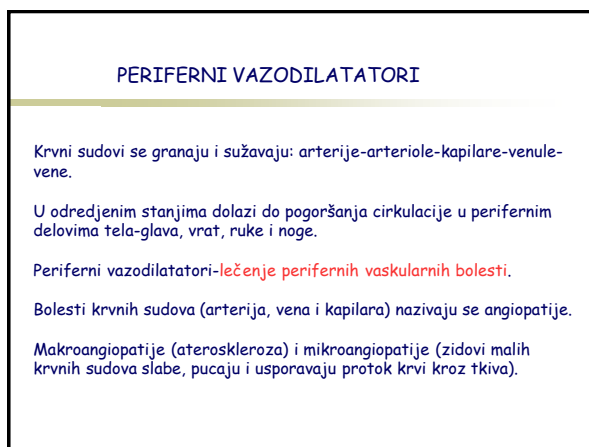 PERIFERNI VAZODILATATORI
Krvni sudovi se granaju i sužavaju: arterije-arteriole-kapilare-venule-
vene.
U odredjenim stanjima dolazi do pogoršanja cirkulacije u perifernim
delovima tela-glava, vrat, ruke i noge.
Periferni vazodilatatori-lečenje perifernih vaskularnih bolesti.
Bolesti krvnih sudova (arterija, vena i kapilara) nazivaju se angiopatije.
Makroangiopatije (ateroskleroza) i mikroangiopatije (zidovi malih
krvnih sudova slabe, pucaju i usporavaju protok krvi kroz tkiva).